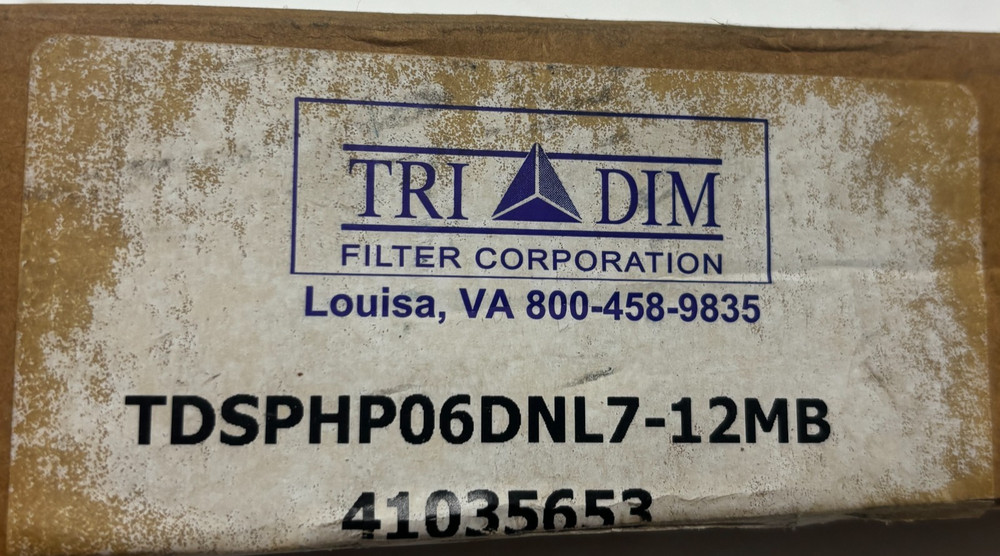 TRI DIM
FILTER CORPORATION
Louisa, VA 800-458-9835
TDSPHP06DNL7-12MB
41035653